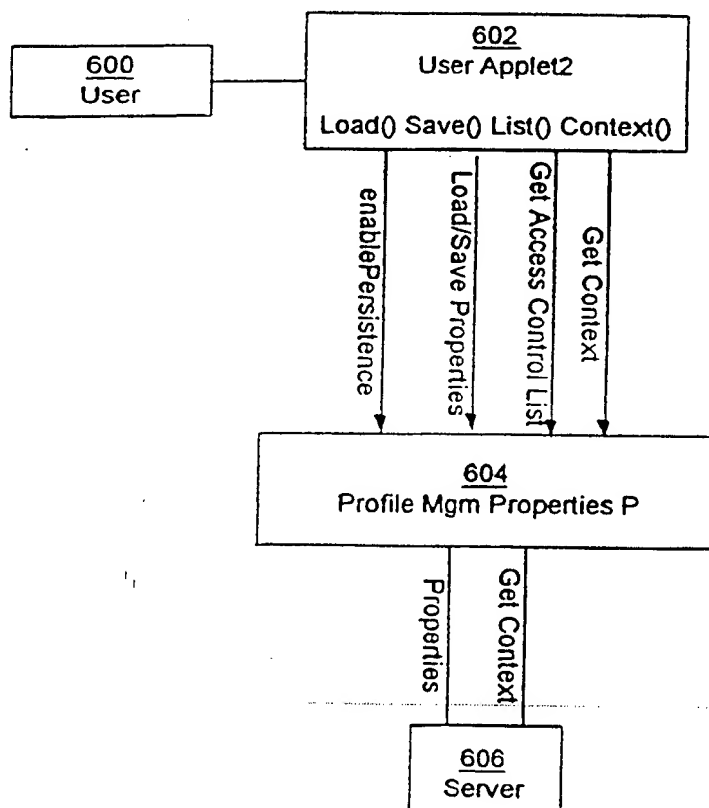 600
User
602
User Applet2
Load() Save() List() Context()
enablePersistence
Load/Save Properties
Get Access Control List
Get Context
604
Profile Mgm Properties P
Properties
Get Context
606
Server